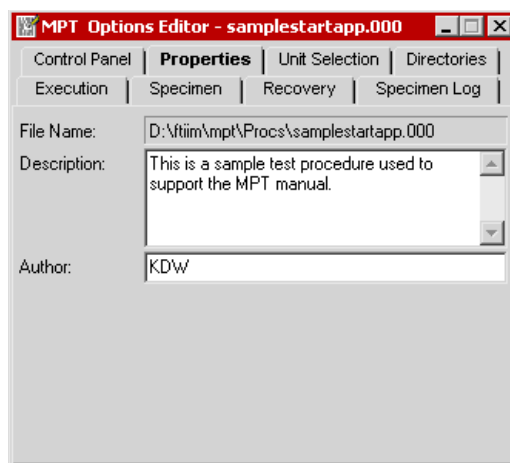 MPT Options Editor - samplestartapp.000
Control Panel Properties Unit Selection Directories
Execution Specimen Recovery Specimen Log
File Name: D:\ftiim\mpt\Procs\samplestartapp.000
Description: This is a sample test procedure used to
support the MPT manual.
Author: KDW